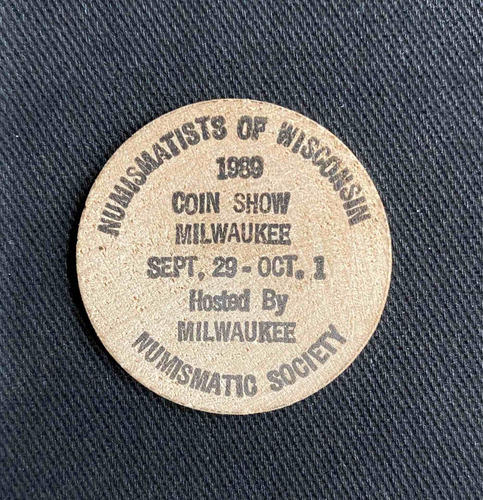 NUMISMATISTS OF WISCONSIN
1989
COIN SHOW
MILWAUKEE
SEPT. 29 - OCT. 1
Hosted By
MILWAUKEE
NUMISMATIC SOCIETY